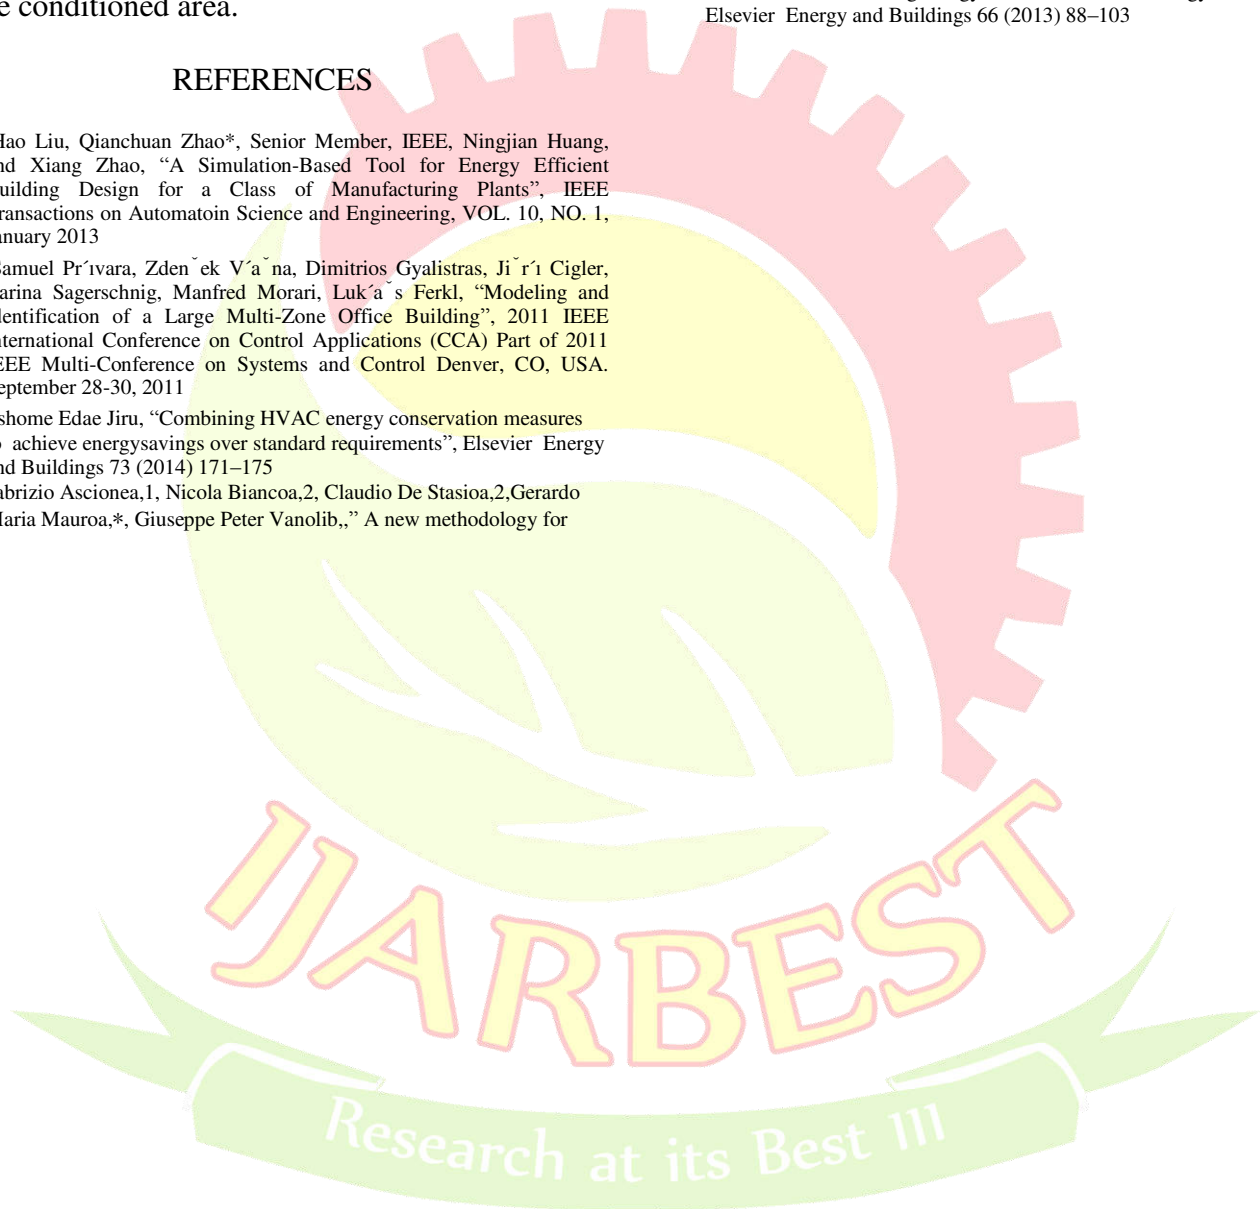 e conditioned area.
REFERENCES
Hao Liu, Qianchuan Zhao*, Senior Member, IEEE, Ningjian Huang,
nd Xiang Zhao, “A Simulation-Based Tool for Energy Efficient
uilding Design for a Class of Manufacturing Plants”, IEEE
ransactions on Automatoin Science and Engineering, VOL. 10, NO. 1,
anuary 2013
Samuel Pr´ıvara, Zdenˇek V´aˇna, Dimitrios Gyalistras, Jiˇr´ı Cigler,
arina Sagerschnig, Manfred Morari, Luk´aˇs Ferkl, “Modeling and
dentification of a Large Multi-Zone Office Building”, 2011 IEEE
nternational Conference on Control Applications (CCA) Part of 2011
EEE Multi-Conference on Systems and Control Denver, CO, USA.
eptember 28-30, 2011
shome Edae Jiru, “Combining HVAC energy conservation measures
o achieve energysavings over standard requirements”, Elsevier Energy
nd Buildings 73 (2014) 171–175
abrizio Ascionea,1, Nicola Biancoa,2, Claudio De Stasioa,2,Gerardo
Maria Mauroa,*, Giuseppe Peter Vanolib,,” A new methodology for
Elsevier Energy and Buildings 66 (2013) 88–103
IJARBEST
Research at its Best !!!